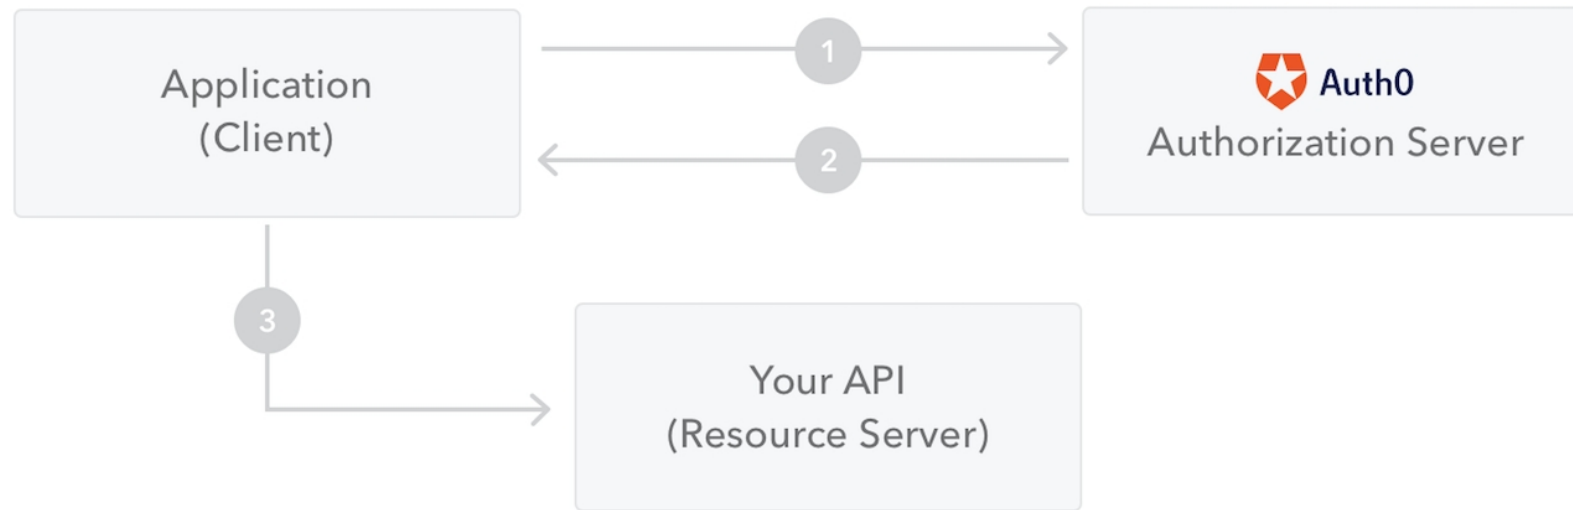 Application
(Client)
1
Auth0
Authorization Server
2
3
Your API
(Resource Server)